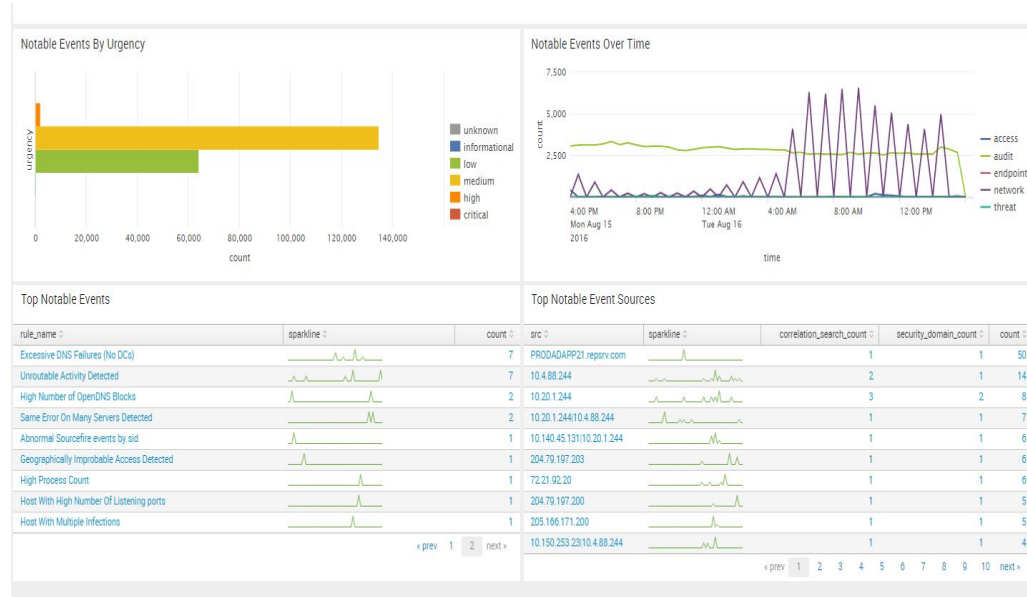 Notable Events By Urgency
urgency
0 20,000 40,000 60,000 80,000 100,000 120,000 140,000
count
unknown
informational
low
medium
high
critical
Notable Events Over Time
7,500
5,000
2,500
count
4:00 PM 8:00 PM 12:00 AM 4:00 AM 8:00 AM 12:00 PM
Mon Aug 15 Tue Aug 16
2016
time
access
audit
endpoint
network
threat
Top Notable Events
rule_name sparkline count
Excessive DNS Failures (No DCs) 7
Unroutable Activity Detected 7
High Number of OpenDNS Blocks 2
Same Error On Many Servers Detected 2
Abnormal Sourcefire events by sid 1
Geographically Improbable Access Detected 1
High Process Count 1
Host With High Number Of Listening ports 1
Host With Multiple Infections 1
« prev 1 2 next »
Top Notable Event Sources
src sparkline correlation_search_count security_domain_count count
PRODADAPP21.repsrv.com 1 1 50
10.4.88.244 2 1 14
10.20.1.244 3 2 8
10.20.1.244|10.4.88.244 1 1 7
10.140.45.131|10.20.1.244 1 1 6
204.79.197.203 1 1 6
72.21.92.20 1 1 6
204.79.197.200 1 1 5
205.166.171.200 1 1 5
10.150.253.23|10.4.88.244 1 1 4
« prev 1 2 3 4 5 6 7 8 9 10 next »